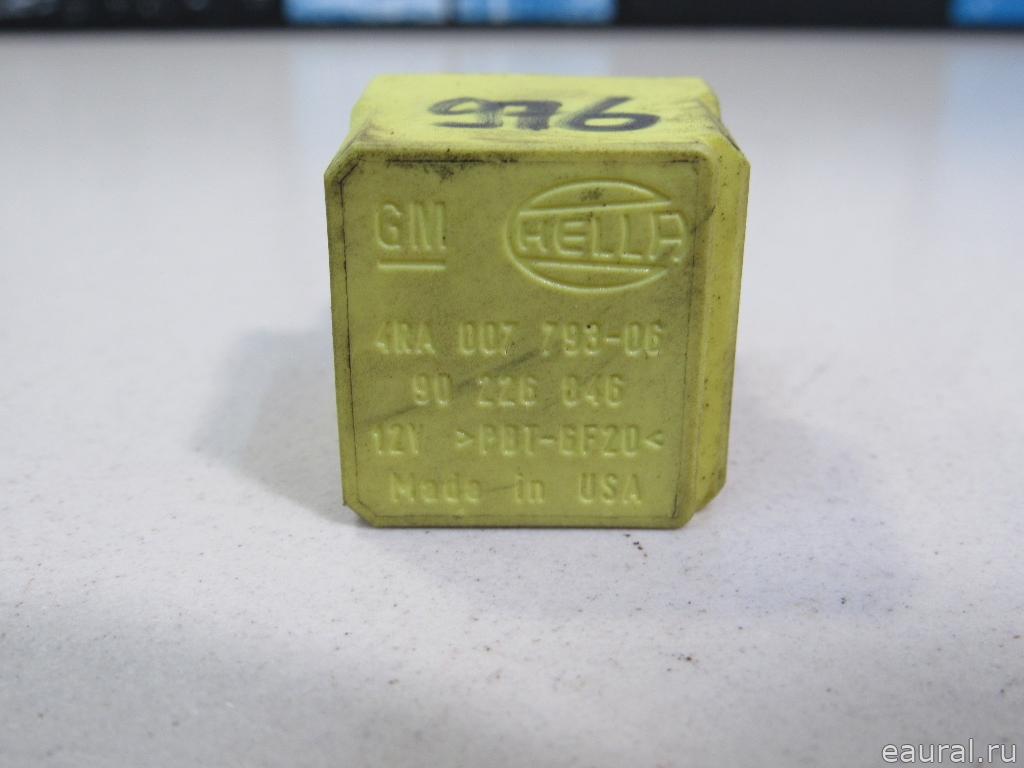 976
GM HELLA
4RA 007 793-06
90 226 846
12V >PBT-GF20<
Made in USA
eaural.ru